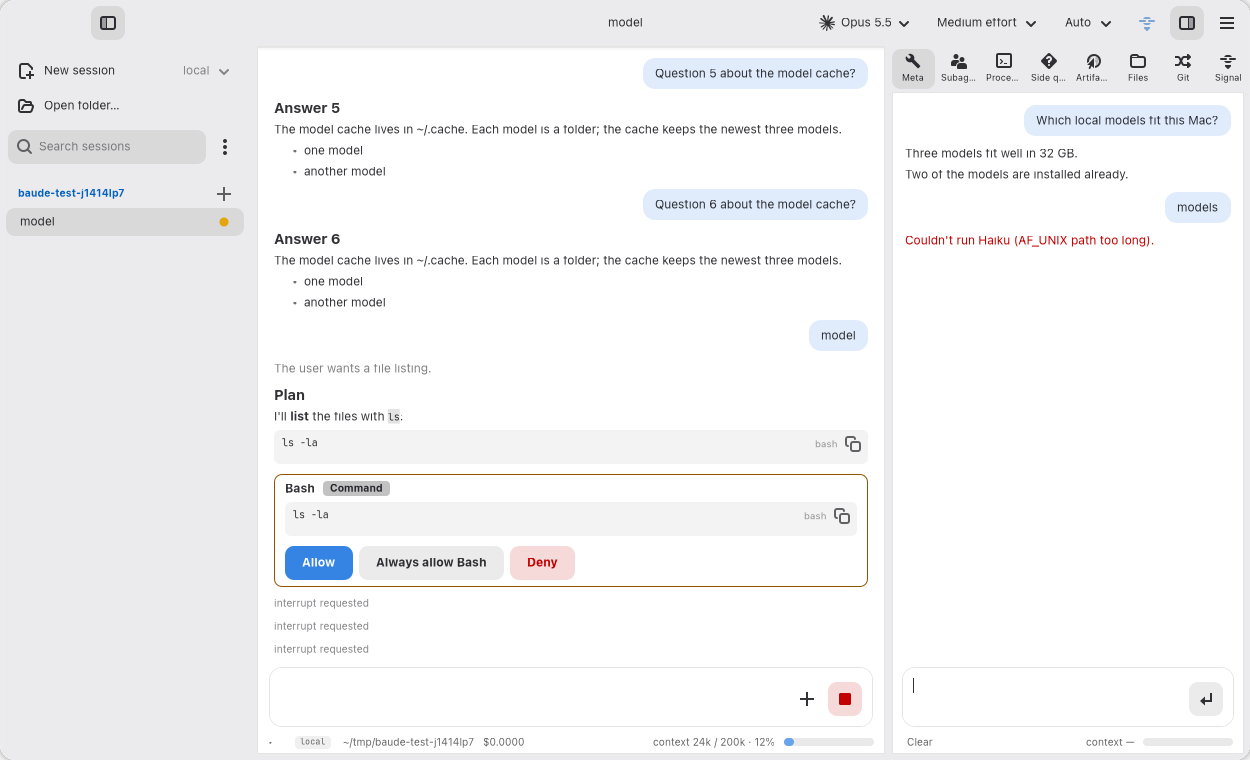 model
Opus 5.5
Medium effort
Auto
New session
local
Open folder...
Search sessions
baude-test-j1414lp7
model
Question 5 about the model cache?
Answer 5
The model cache lives in ~/.cache. Each model is a folder; the cache keeps the newest three models.
• one model
• another model
Question 6 about the model cache?
Answer 6
The model cache lives in ~/.cache. Each model is a folder; the cache keeps the newest three models.
• one model
• another model
model
The user wants a file listing.
Plan
I'll list the files with ls.
ls -la
bash
Bash Command
ls -la
bash
Allow
Always allow Bash
Deny
interrupt requested
interrupt requested
interrupt requested
local ~/tmp/baude-test-j1414lp7 $0.0000
context 24k / 200k · 12%
Meta
Subag...
Proce...
Side q...
Artifa...
Files
Git
Signal
Which local models fit this Mac?
Three models fit well in 32 GB.
Two of the models are installed already.
models
Couldn't run Haiku (AF_UNIX path too long).
Clear
context —